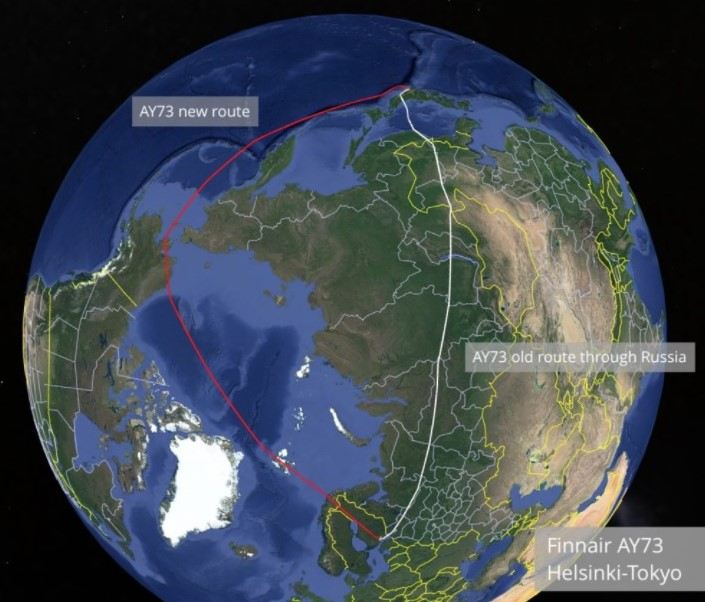 AY73 new route
AY73 old route through Russia
Finnair AY73
Helsinki-Tokyo